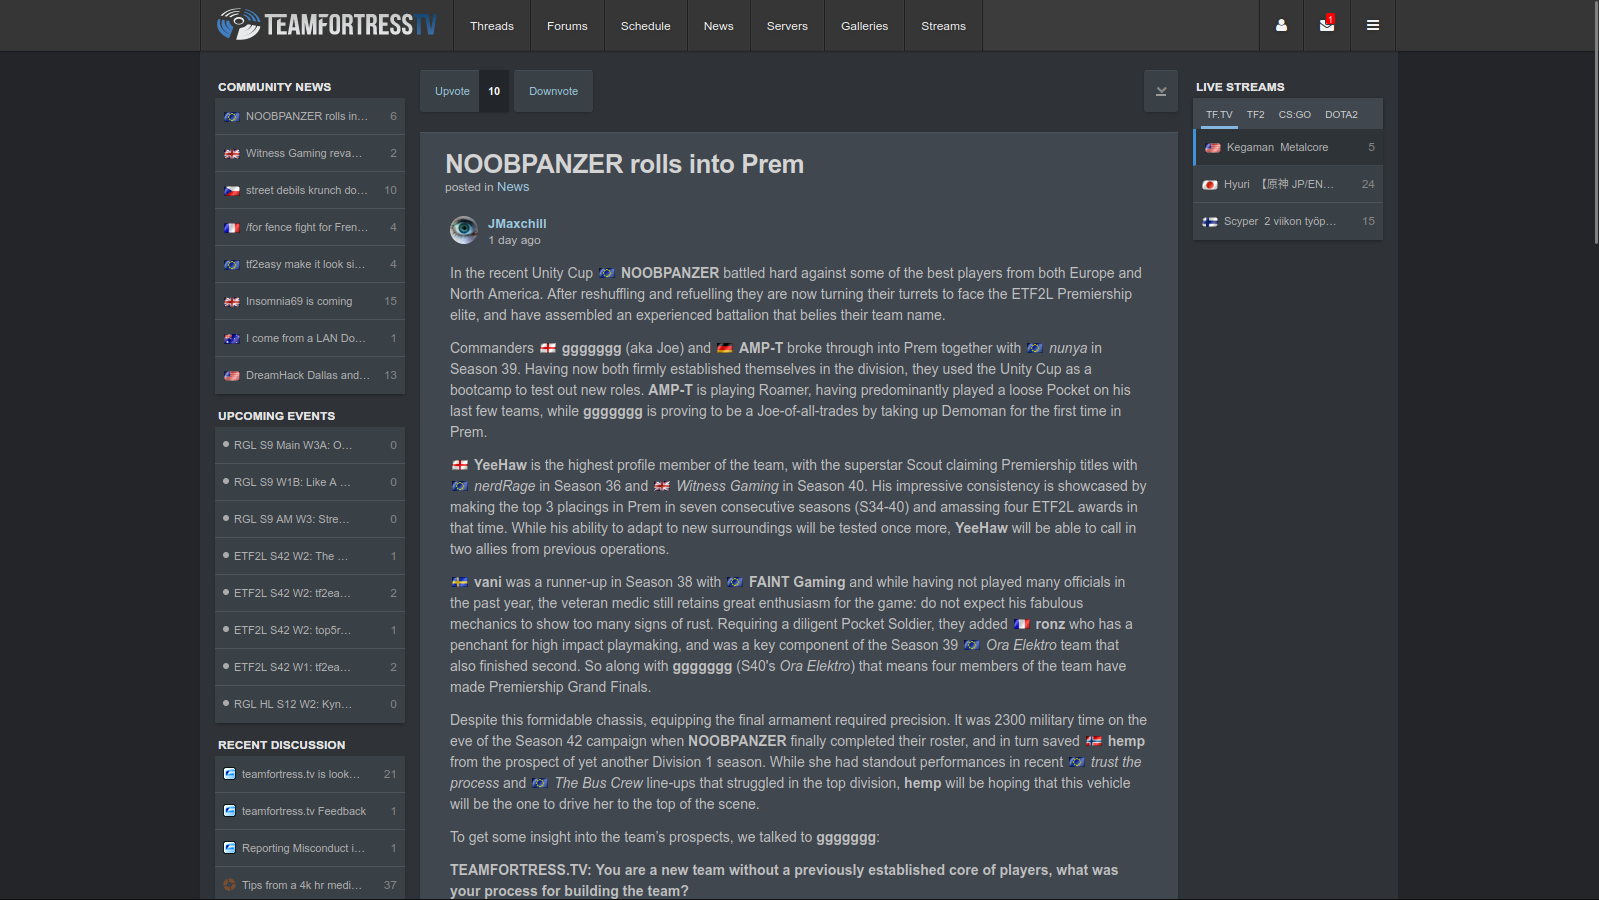 TEAMFORTRESSTV
Threads
Forums
Schedule
News
Servers
Galleries
Streams
1
COMMUNITY NEWS
NOOBPANZER rolls in... 6
Witness Gaming reva... 2
street debils krunch do... 10
/for fence fight for Fren... 4
tf2easy make it look si... 4
Insomnia69 is coming 15
I come from a LAN Do... 1
DreamHack Dallas and... 13
UPCOMING EVENTS
RGL S9 Main W3A: O... 0
RGL S9 W1B: Like A ... 0
RGL S9 AM W3: Stre... 0
ETF2L S42 W2: The ... 1
ETF2L S42 W2: tf2ea... 2
ETF2L S42 W2: top5r... 1
ETF2L S42 W1: tf2ea... 2
RGL HL S12 W2: Kyn... 0
RECENT DISCUSSION
teamfortress.tv is look... 21
teamfortress.tv Feedback 1
Reporting Misconduct i... 1
Tips from a 4k hr medi... 37
Upvote 10 Downvote
NOOBPANZER rolls into Prem
posted in News
JMaxchill
1 day ago
In the recent Unity Cup NOOBPANZER battled hard against some of the best players from both Europe and
North America. After reshuffling and refuelling they are now turning their turrets to face the ETF2L Premiership
elite, and have assembled an experienced battalion that belies their team name.
Commanders ggggggg (aka Joe) and AMP-T broke through into Prem together with nunya in
Season 39. Having now both firmly established themselves in the division, they used the Unity Cup as a
bootcamp to test out new roles. AMP-T is playing Roamer, having predominantly played a loose Pocket on his
last few teams, while ggggggg is proving to be a Joe-of-all-trades by taking up Demoman for the first time in
Prem.
YeeHaw is the highest profile member of the team, with the superstar Scout claiming Premiership titles with
nerdRage in Season 36 and Witness Gaming in Season 40. His impressive consistency is showcased by
making the top 3 placings in Prem in seven consecutive seasons (S34-40) and amassing four ETF2L awards in
that time. While his ability to adapt to new surroundings will be tested once more, YeeHaw will be able to call in
two allies from previous operations.
vani was a runner-up in Season 38 with FAINT Gaming and while having not played many officials in
the past year, the veteran medic still retains great enthusiasm for the game: do not expect his fabulous
mechanics to show too many signs of rust. Requiring a diligent Pocket Soldier, they added ronz who has a
penchant for high impact playmaking, and was a key component of the Season 39 Ora Elektro team that
also finished second. So along with ggggggg (S40's Ora Elektro) that means four members of the team have
made Premiership Grand Finals.
Despite this formidable chassis, equipping the final armament required precision. It was 2300 military time on the
eve of the Season 42 campaign when NOOBPANZER finally completed their roster, and in turn saved hemp
from the prospect of yet another Division 1 season. While she had standout performances in recent trust the
process and The Bus Crew line-ups that struggled in the top division, hemp will be hoping that this vehicle
will be the one to drive her to the top of the scene.
To get some insight into the team's prospects, we talked to ggggggg:
TEAMFORTRESS.TV: You are a new team without a previously established core of players, what was
your process for building the team?
LIVE STREAMS
TF.TV TF2 CS:GO DOTA2
Kegaman Metalcore 5
Hyuri 【原神 JP/EN... 24
Scyper 2 viikon työp... 15